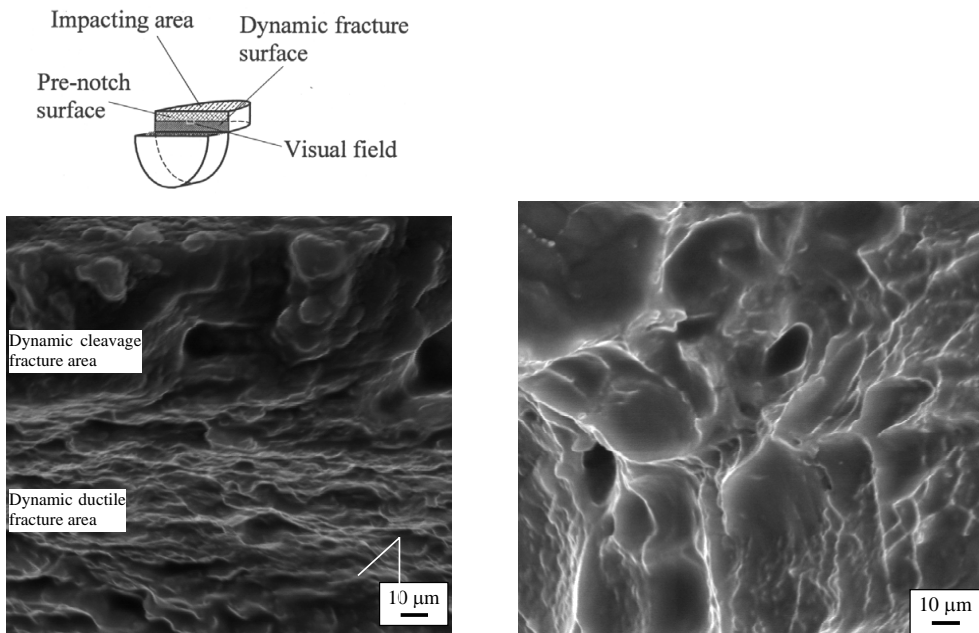 Impacting area
Dynamic fracture
surface
Pre-notch
surface
Visual field
Dynamic cleavage
fracture area
Dynamic ductile
fracture area
10 μm
10 μm